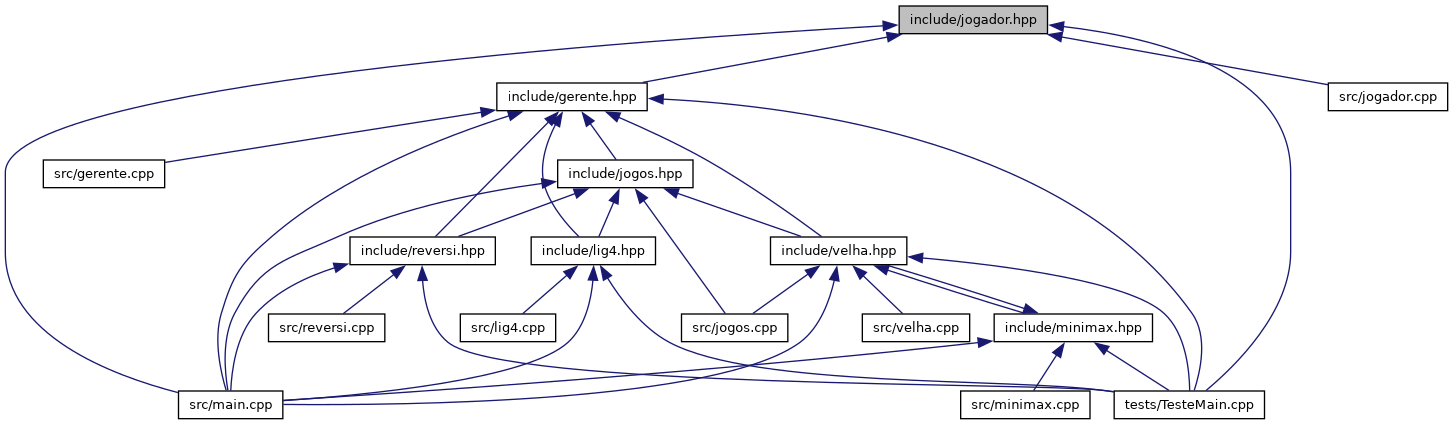 include/jogador.hpp
include/gerente.hpp
src/jogador.cpp
src/gerente.cpp
include/jogos.hpp
include/reversi.hpp
include/lig4.hpp
include/velha.hpp
src/reversi.cpp
src/lig4.cpp
src/jogos.cpp
src/velha.cpp
include/minimax.hpp
src/main.cpp
src/minimax.cpp
tests/TesteMain.cpp